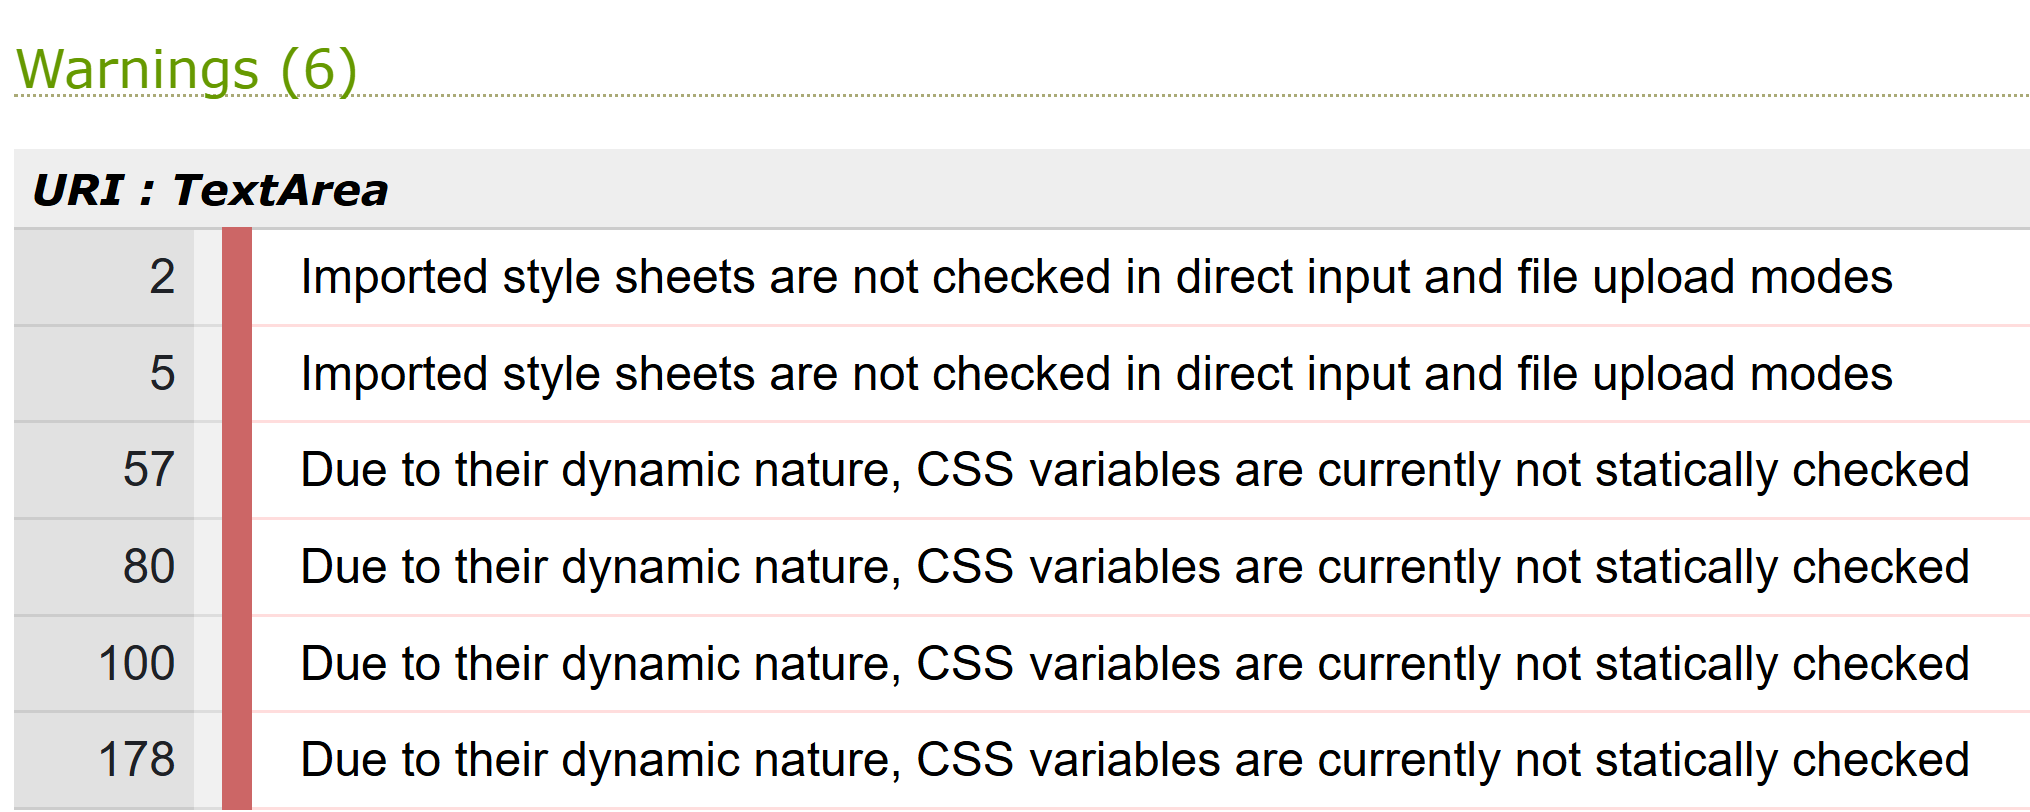 Warnings (6)
URI : TextArea
2 Imported style sheets are not checked in direct input and file upload modes
5 Imported style sheets are not checked in direct input and file upload modes
57 Due to their dynamic nature, CSS variables are currently not statically checked
80 Due to their dynamic nature, CSS variables are currently not statically checked
100 Due to their dynamic nature, CSS variables are currently not statically checked
178 Due to their dynamic nature, CSS variables are currently not statically checked